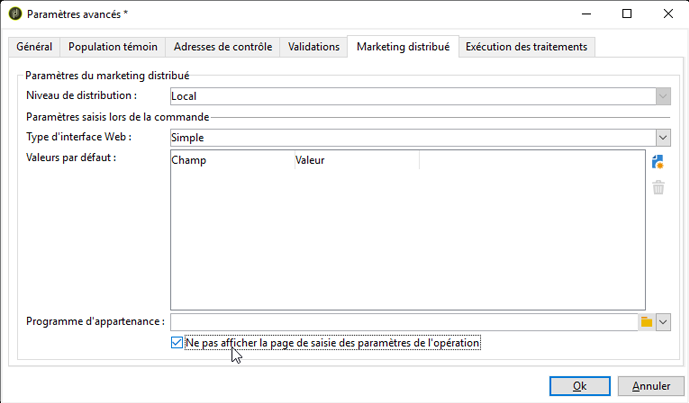 Paramètres avancés *
Général Population témoin Adresses de contrôle Validations Marketing distribué Exécution des traitements
Paramètres du marketing distribué
Niveau de distribution : Local
Paramètres saisis lors de la commande
Type d'interface Web : Simple
Valeurs par défaut : Champ Valeur
Programme d'appartenance :
Ne pas afficher la page de saisie des paramètres de l'opération
Ok Annuler